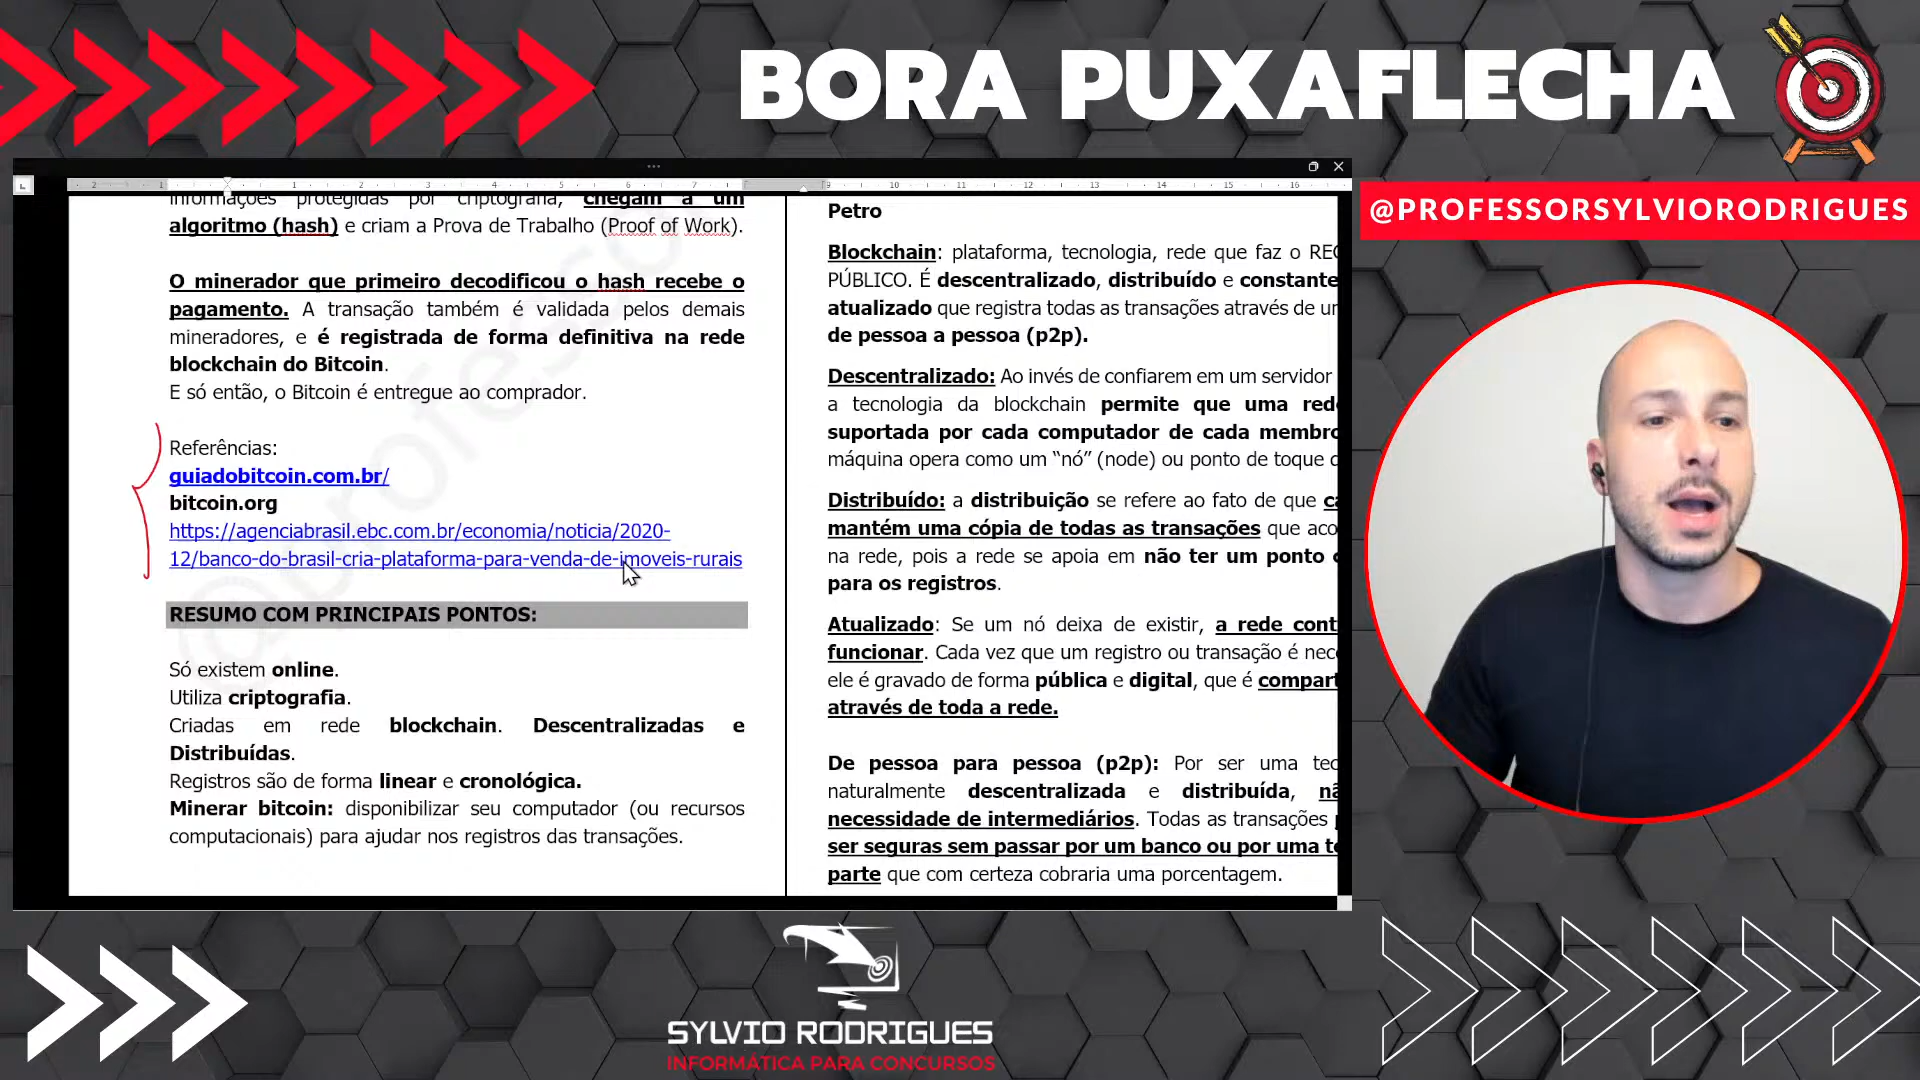 BORA PUXAFLECHA
@PROFESSORSYLVIORODRIGUES
informações protegidas por criptografia, chegam a um
algoritmo (hash) e criam a Prova de Trabalho (Proof of Work).
O minerador que primeiro decodificou o hash recebe o
pagamento. A transação também é validada pelos demais
mineradores, e é registrada de forma definitiva na rede
blockchain do Bitcoin.
E só então, o Bitcoin é entregue ao comprador.
Referências:
guiadobitcoin.com.br/
bitcoin.org
https://agenciabrasil.ebc.com.br/economia/noticia/2020-
12/banco-do-brasil-cria-plataforma-para-venda-de-imoveis-rurais
RESUMO COM PRINCIPAIS PONTOS:
Só existem online.
Utiliza criptografia.
Criadas em rede blockchain. Descentralizadas e
Distribuídas.
Registros são de forma linear e cronológica.
Minerar bitcoin: disponibilizar seu computador (ou recursos
computacionais) para ajudar nos registros das transações.
Petro
Blockchain: plataforma, tecnologia, rede que faz o
PÚBLICO. É descentralizado, distribuído e constante
atualizado que registra todas as transações através de
de pessoa a pessoa (p2p).
Descentralizado: Ao invés de confiarem em um servidor
a tecnologia da blockchain permite que uma
suportada por cada computador de cada
máquina opera como um “nó” (node) ou ponto de toque
Distribuído: a distribuição se refere ao fato de que
mantém uma cópia de todas as transações que
na rede, pois a rede se apoia em não ter um ponto
para os registros.
Atualizado: Se um nó deixa de existir, a rede
funcionar. Cada vez que um registro ou transação é
ele é gravado de forma pública e digital, que é
através de toda a rede.
De pessoa para pessoa (p2p): Por ser uma
naturalmente descentralizada e distribuída,
necessidade de intermediários. Todas as transações
ser seguras sem passar por um banco ou por uma
parte que com certeza cobraria uma porcentagem.
SYLVIO RODRIGUES
INFORMÁTICA PARA CONCURSOS